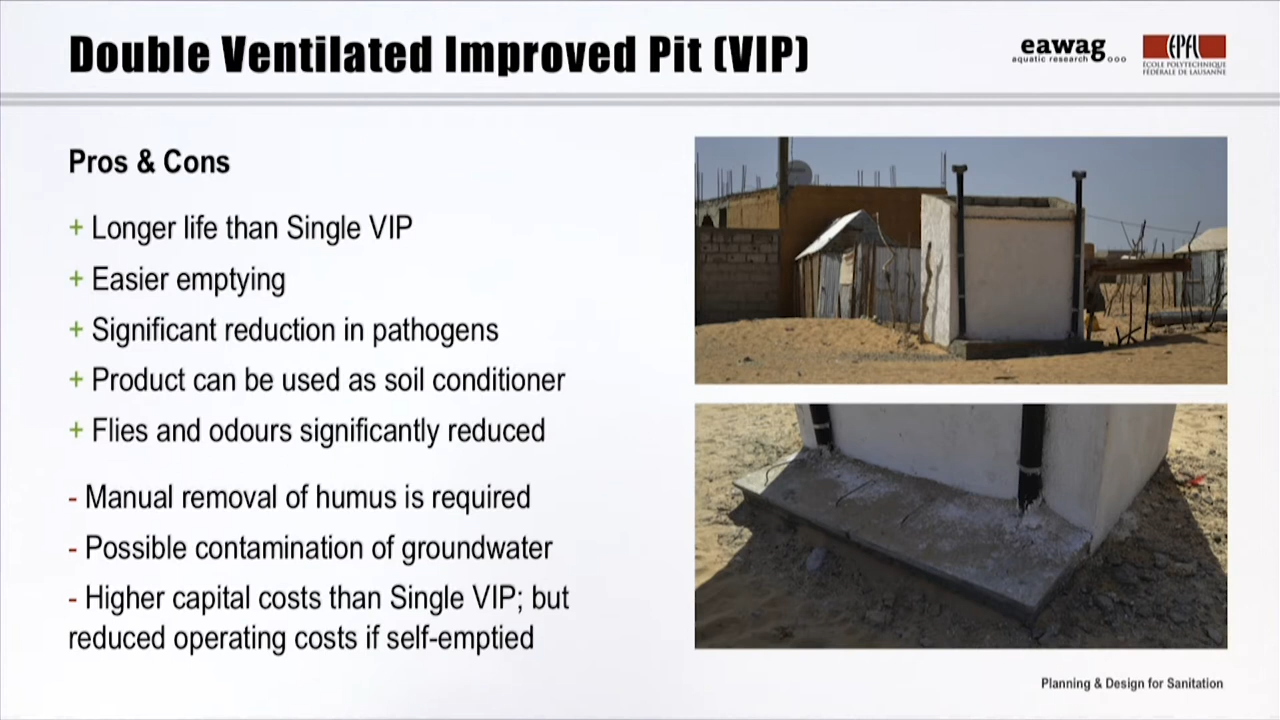 Double Ventilated Improved Pit (VIP)
eawag
aquatic research
EPFL
ÉCOLE POLYTECHNIQUE
FÉDÉRALE DE LAUSANNE
Pros & Cons
+ Longer life than Single VIP
+ Easier emptying
+ Significant reduction in pathogens
+ Product can be used as soil conditioner
+ Flies and odours significantly reduced
- Manual removal of humus is required
- Possible contamination of groundwater
- Higher capital costs than Single VIP; but
reduced operating costs if self-emptied
Planning & Design for Sanitation